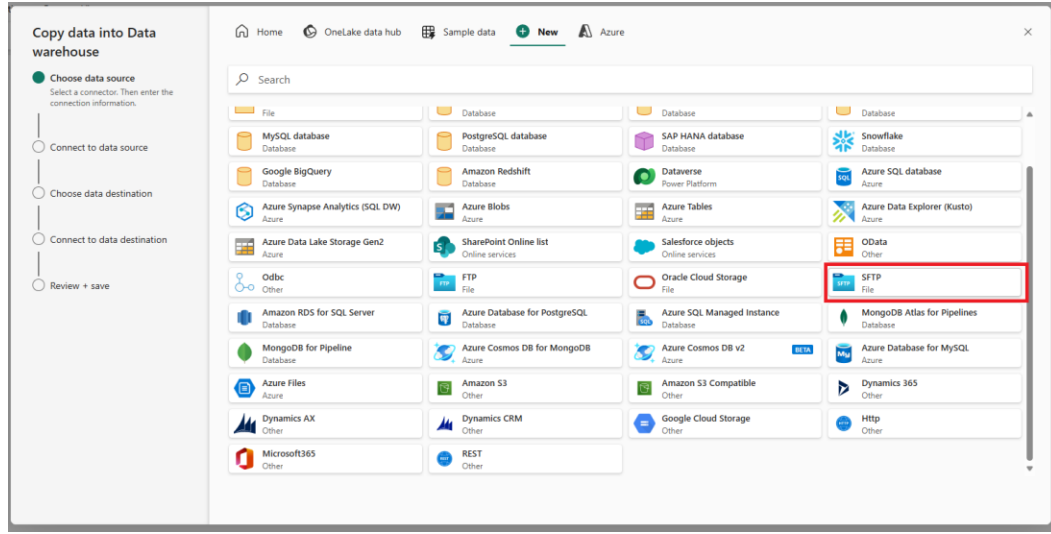 Copy data into Data
warehouse
Choose data source
Select a connector. Then enter the
connection information.
Connect to data source
Choose data destination
Connect to data destination
Review + save
Home OneLake data hub Sample data New Azure
Search
File Database Database Database
MySQL database PostgreSQL database SAP HANA database Snowflake
Database Database Database Database
Google BigQuery Amazon Redshift Dataverse Azure SQL database
Database Database Power Platform Azure
Azure Synapse Analytics (SQL DW) Azure Blobs Azure Tables Azure Data Explorer (Kusto)
Azure Azure Azure Azure
Azure Data Lake Storage Gen2 SharePoint Online list Salesforce objects OData
Azure Online services Online services Other
Odbc FTP Oracle Cloud Storage SFTP
Other File File File
Amazon RDS for SQL Server Azure Database for PostgreSQL Azure SQL Managed Instance MongoDB Atlas for Pipelines
Database Database Database Database
MongoDB for Pipeline Azure Cosmos DB for MongoDB Azure Cosmos DB v2 BETA Azure Database for MySQL
Database Azure Azure Azure
Azure Files Amazon S3 Amazon S3 Compatible Dynamics 365
Azure Other Other Other
Dynamics AX Dynamics CRM Google Cloud Storage Http
Other Other Other Other
Microsoft365 REST
Other Other